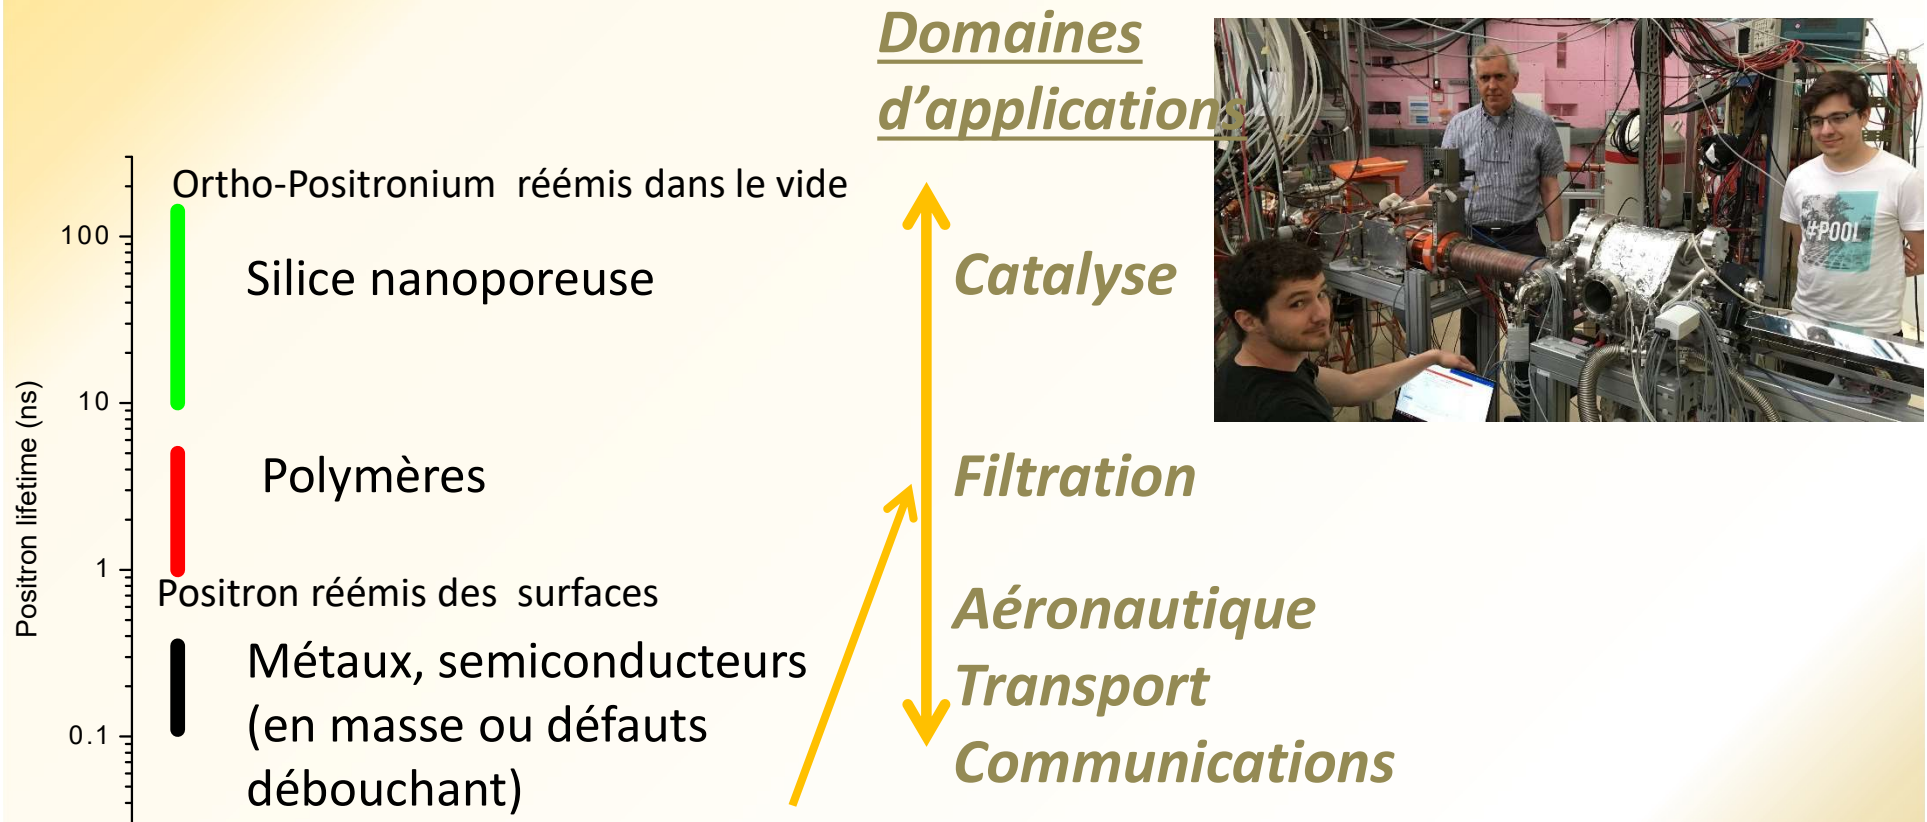 Domaines
d’applications
Ortho-Positronium réémis dans le vide
100
Silice nanoporeuse
Catalyse
#POOL
10
Polymères
Filtration
Positron lifetime (ns)
1
Positron réémis des surfaces
Aéronautique
Métaux, semiconducteurs
Transport
(en masse ou défauts
0.1
Communications
débouchant)